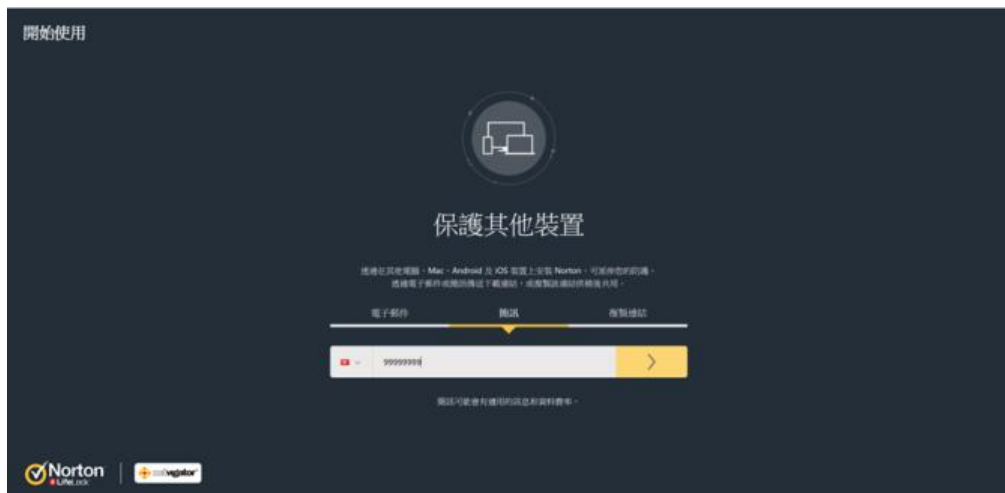 開始使用
保護其他裝置
透過在其他電腦、Mac、Android 及 iOS 裝置上安裝 Norton，可延伸您的防護。
透過電子郵件或簡訊傳送下載連結，或複製該連結供稍後共用。
電子郵件 簡訊 複製連結
99999999
簡訊可能會有適用的訊息和資料費率。
Norton
LifeLock